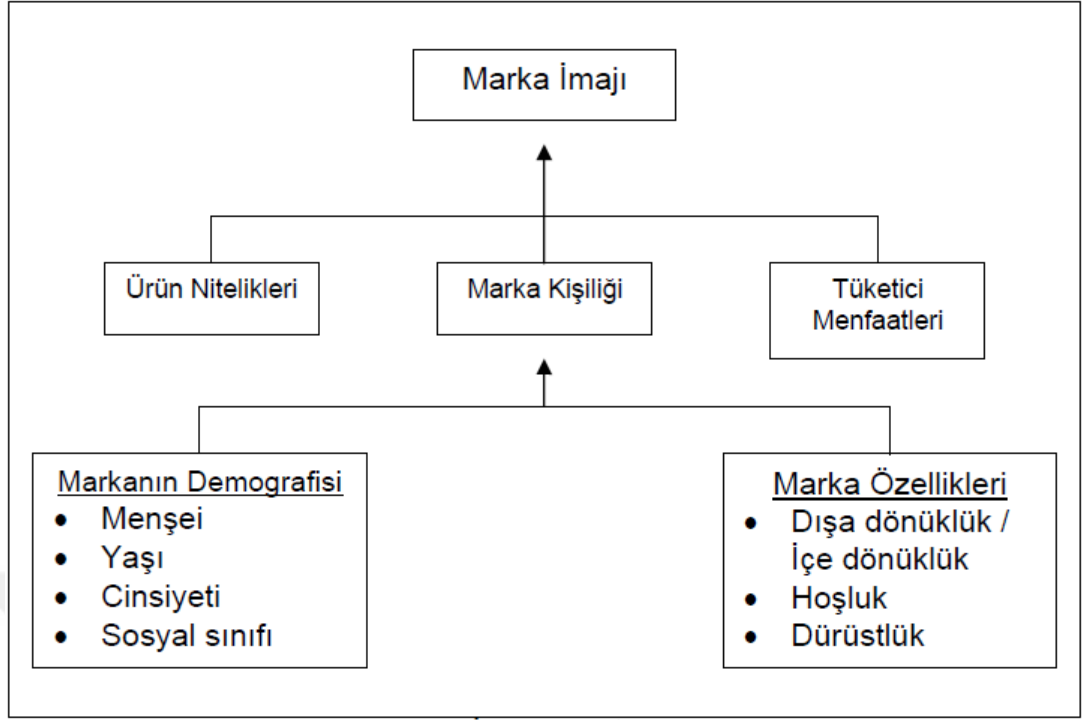 Marka İmajı
Ürün Nitelikleri
Marka Kişiliği
Tüketici
Menfaatleri
Markanın Demografisi
• Menşei
• Yaşı
• Cinsiyeti
• Sosyal sınıfı
Marka Özellikleri
• Dışa dönüklük /
İçe dönüklük
• Hoşluk
• Dürüstlük